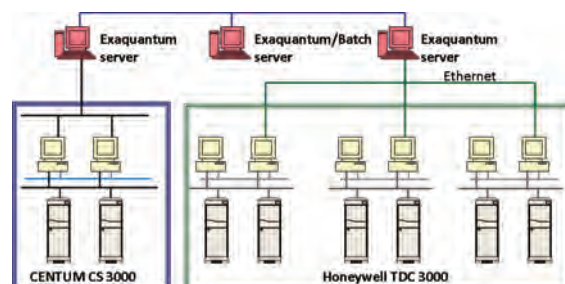 Exaquantum
server
Exaquantum/Batch
server
Exaquantum
server
Ethernet
CENTUM CS 3000
Honeywell TDC 3000